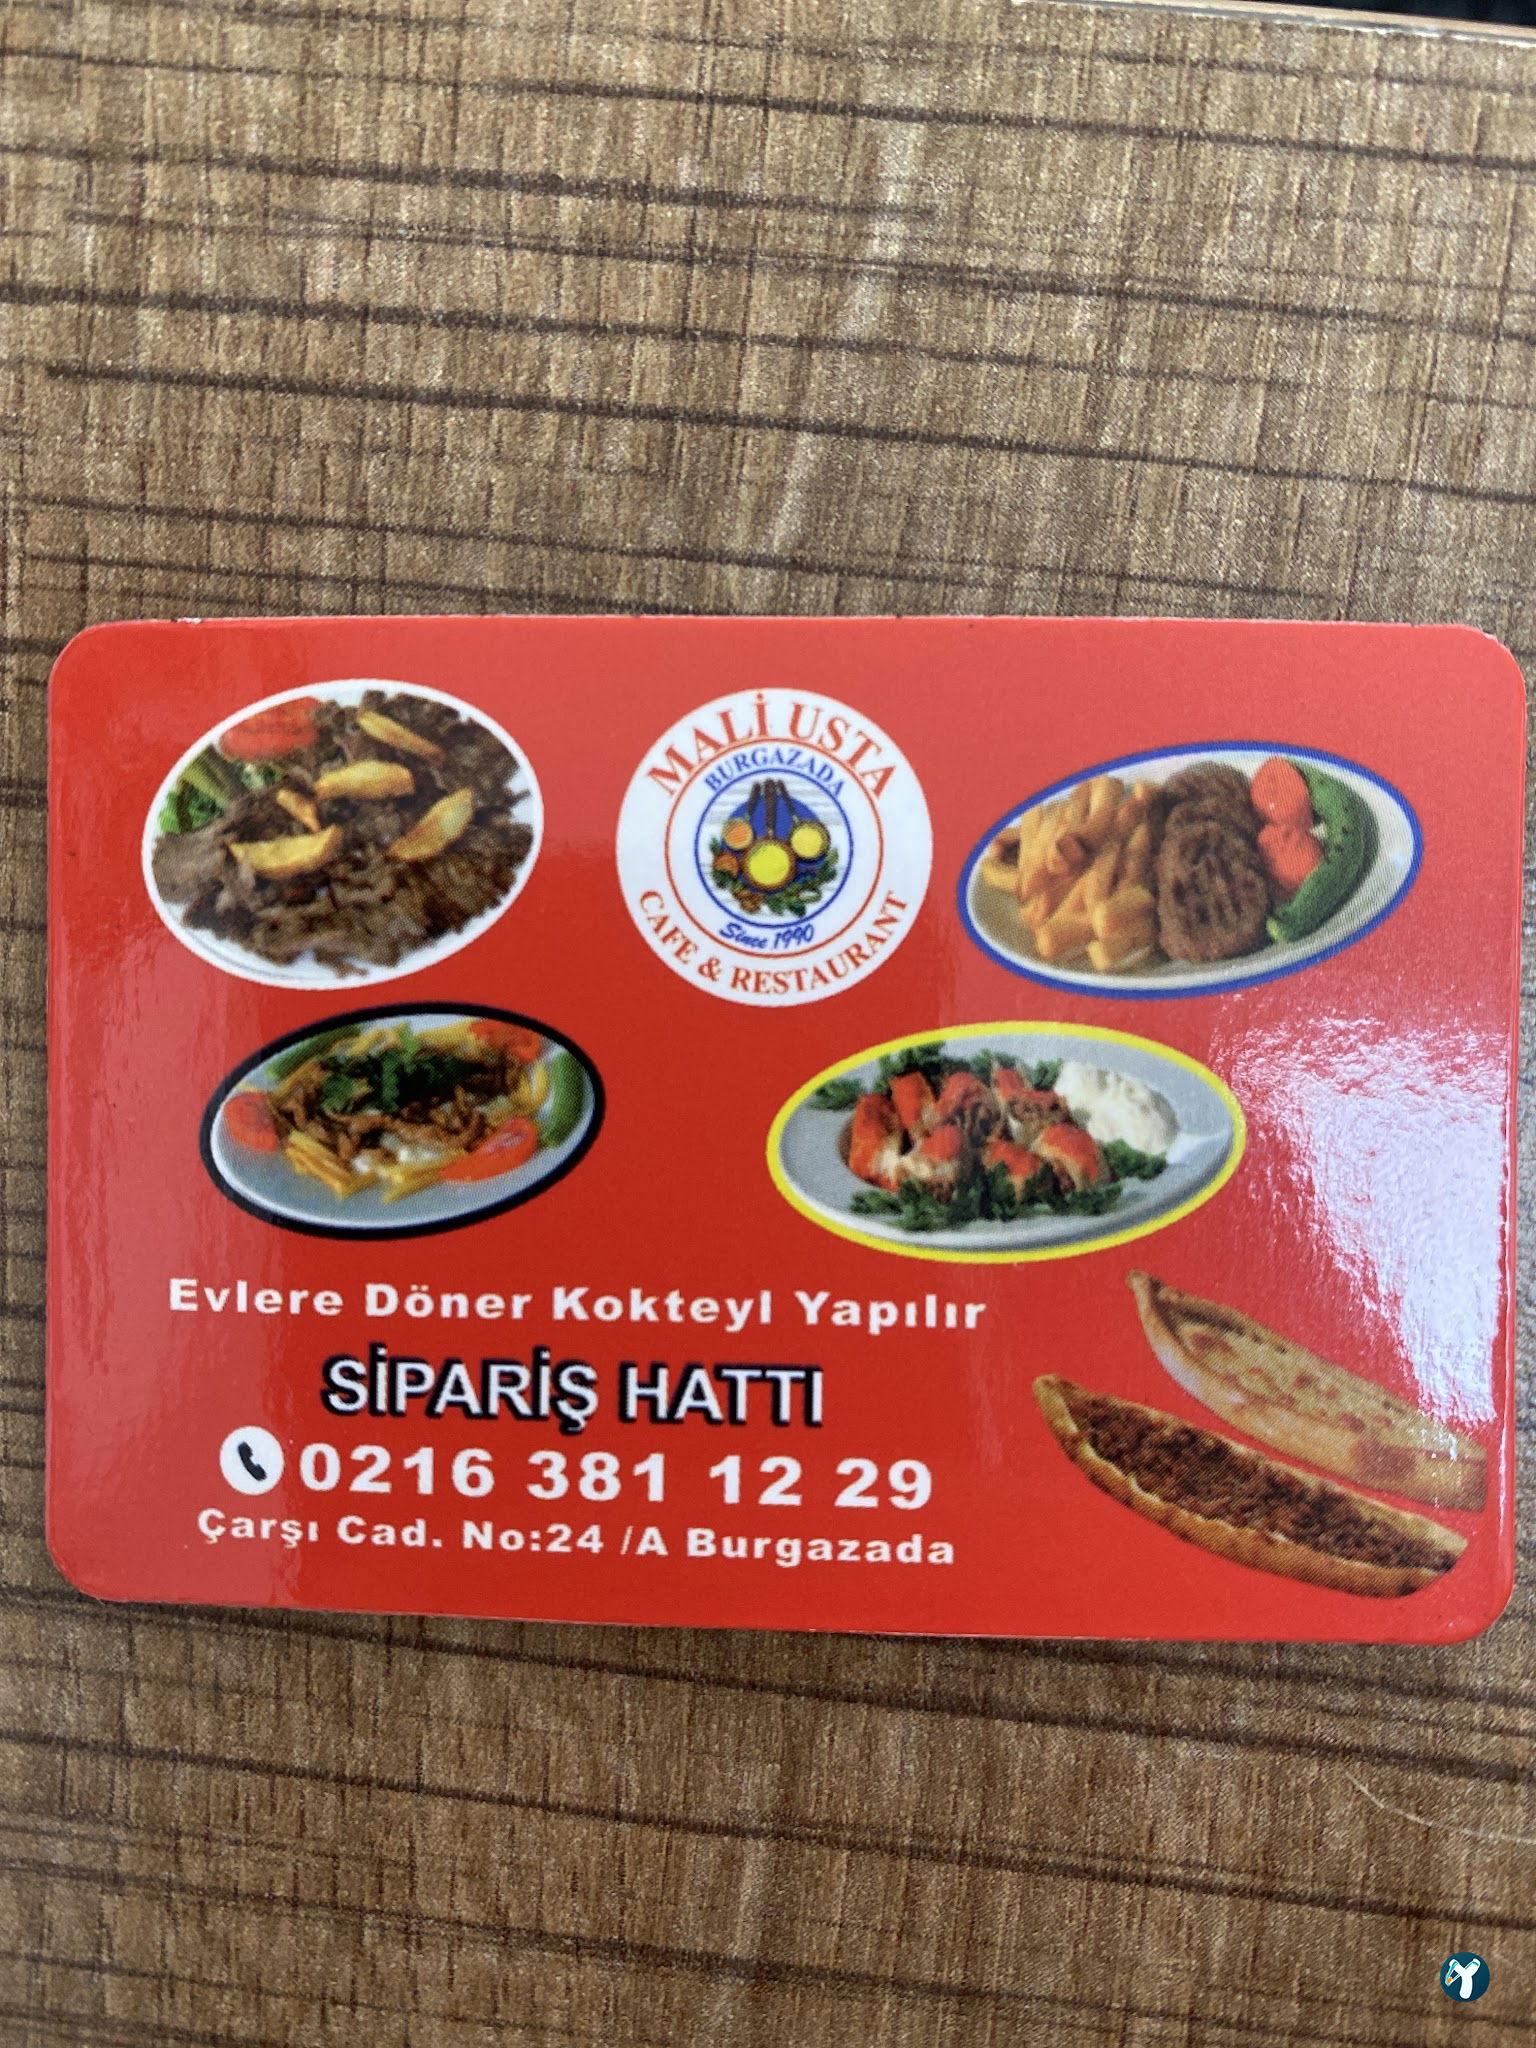 MALİ USTA
BURGAZADA
Since 1990
CAFE & RESTAURANT
Evlere Döner Kokteyl Yapılır
SİPARİŞ HATTI
0216 381 12 29
Çarşı Cad. No:24 /A Burgazada